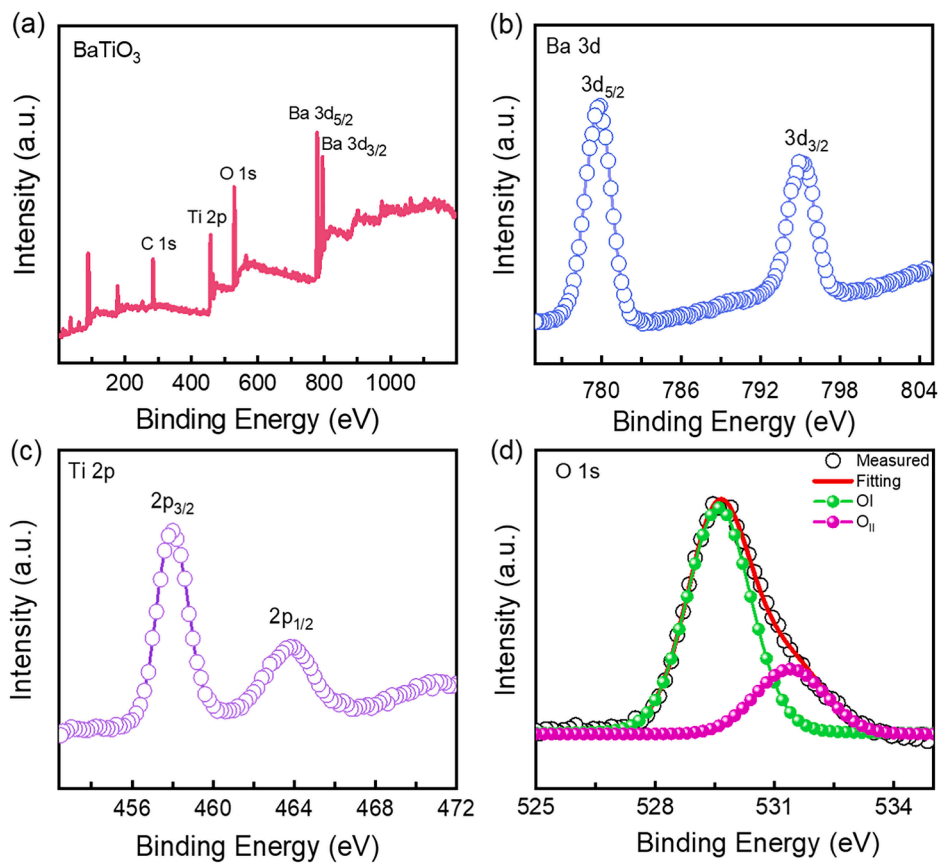 (a)
BaTiO₃
Ba 3d₅/₂
Ba 3d₃/₂
O 1s
Ti 2p
C 1s
Intensity (a.u.)
200 400 600 800 1000
Binding Energy (eV)
(b)
Ba 3d
3d₅/₂
3d₃/₂
Intensity (a.u.)
780 786 792 798 804
Binding Energy (eV)
(c)
Ti 2p
2p₃/₂
2p₁/₂
Intensity (a.u.)
456 460 464 468 472
Binding Energy (eV)
(d)
O 1s
Measured
Fitting
OI
O_II
Intensity (a.u.)
525 528 531 534
Binding Energy (eV)